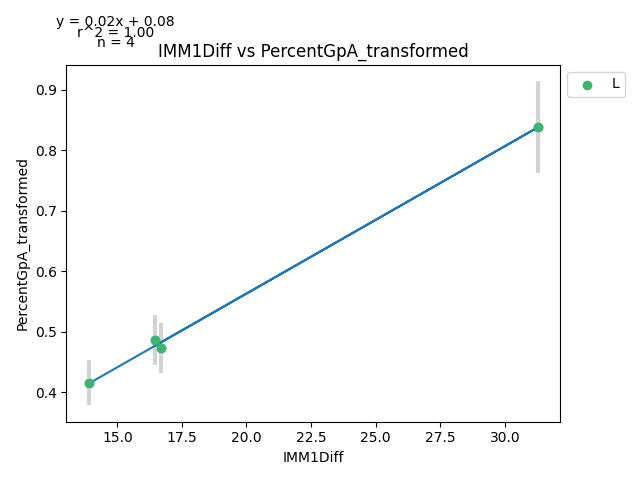 y = 0.02x + 0.08
r^2 = 1.00
n = 4
IMM1Diff vs PercentGpA_transformed
L
PercentGpA_transformed
0.9
0.8
0.7
0.6
0.5
0.4
15.0 17.5 20.0 22.5 25.0 27.5 30.0
IMM1Diff